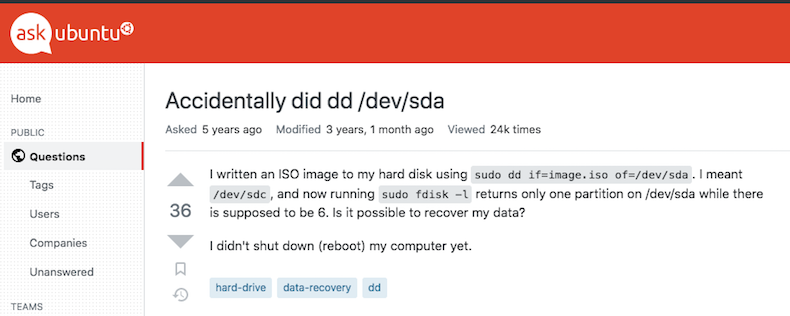 ask ubuntu
Home
PUBLIC
Questions
Tags
Users
Companies
Unanswered
TEAMS
Accidentally did dd /dev/sda
Asked 5 years ago Modified 3 years, 1 month ago Viewed 24k times
36
I written an ISO image to my hard disk using sudo dd if=image.iso of=/dev/sda. I meant
/dev/sdc, and now running sudo fdisk -l returns only one partition on /dev/sda while there
is supposed to be 6. Is it possible to recover my data?
I didn't shut down (reboot) my computer yet.
hard-drive data-recovery dd